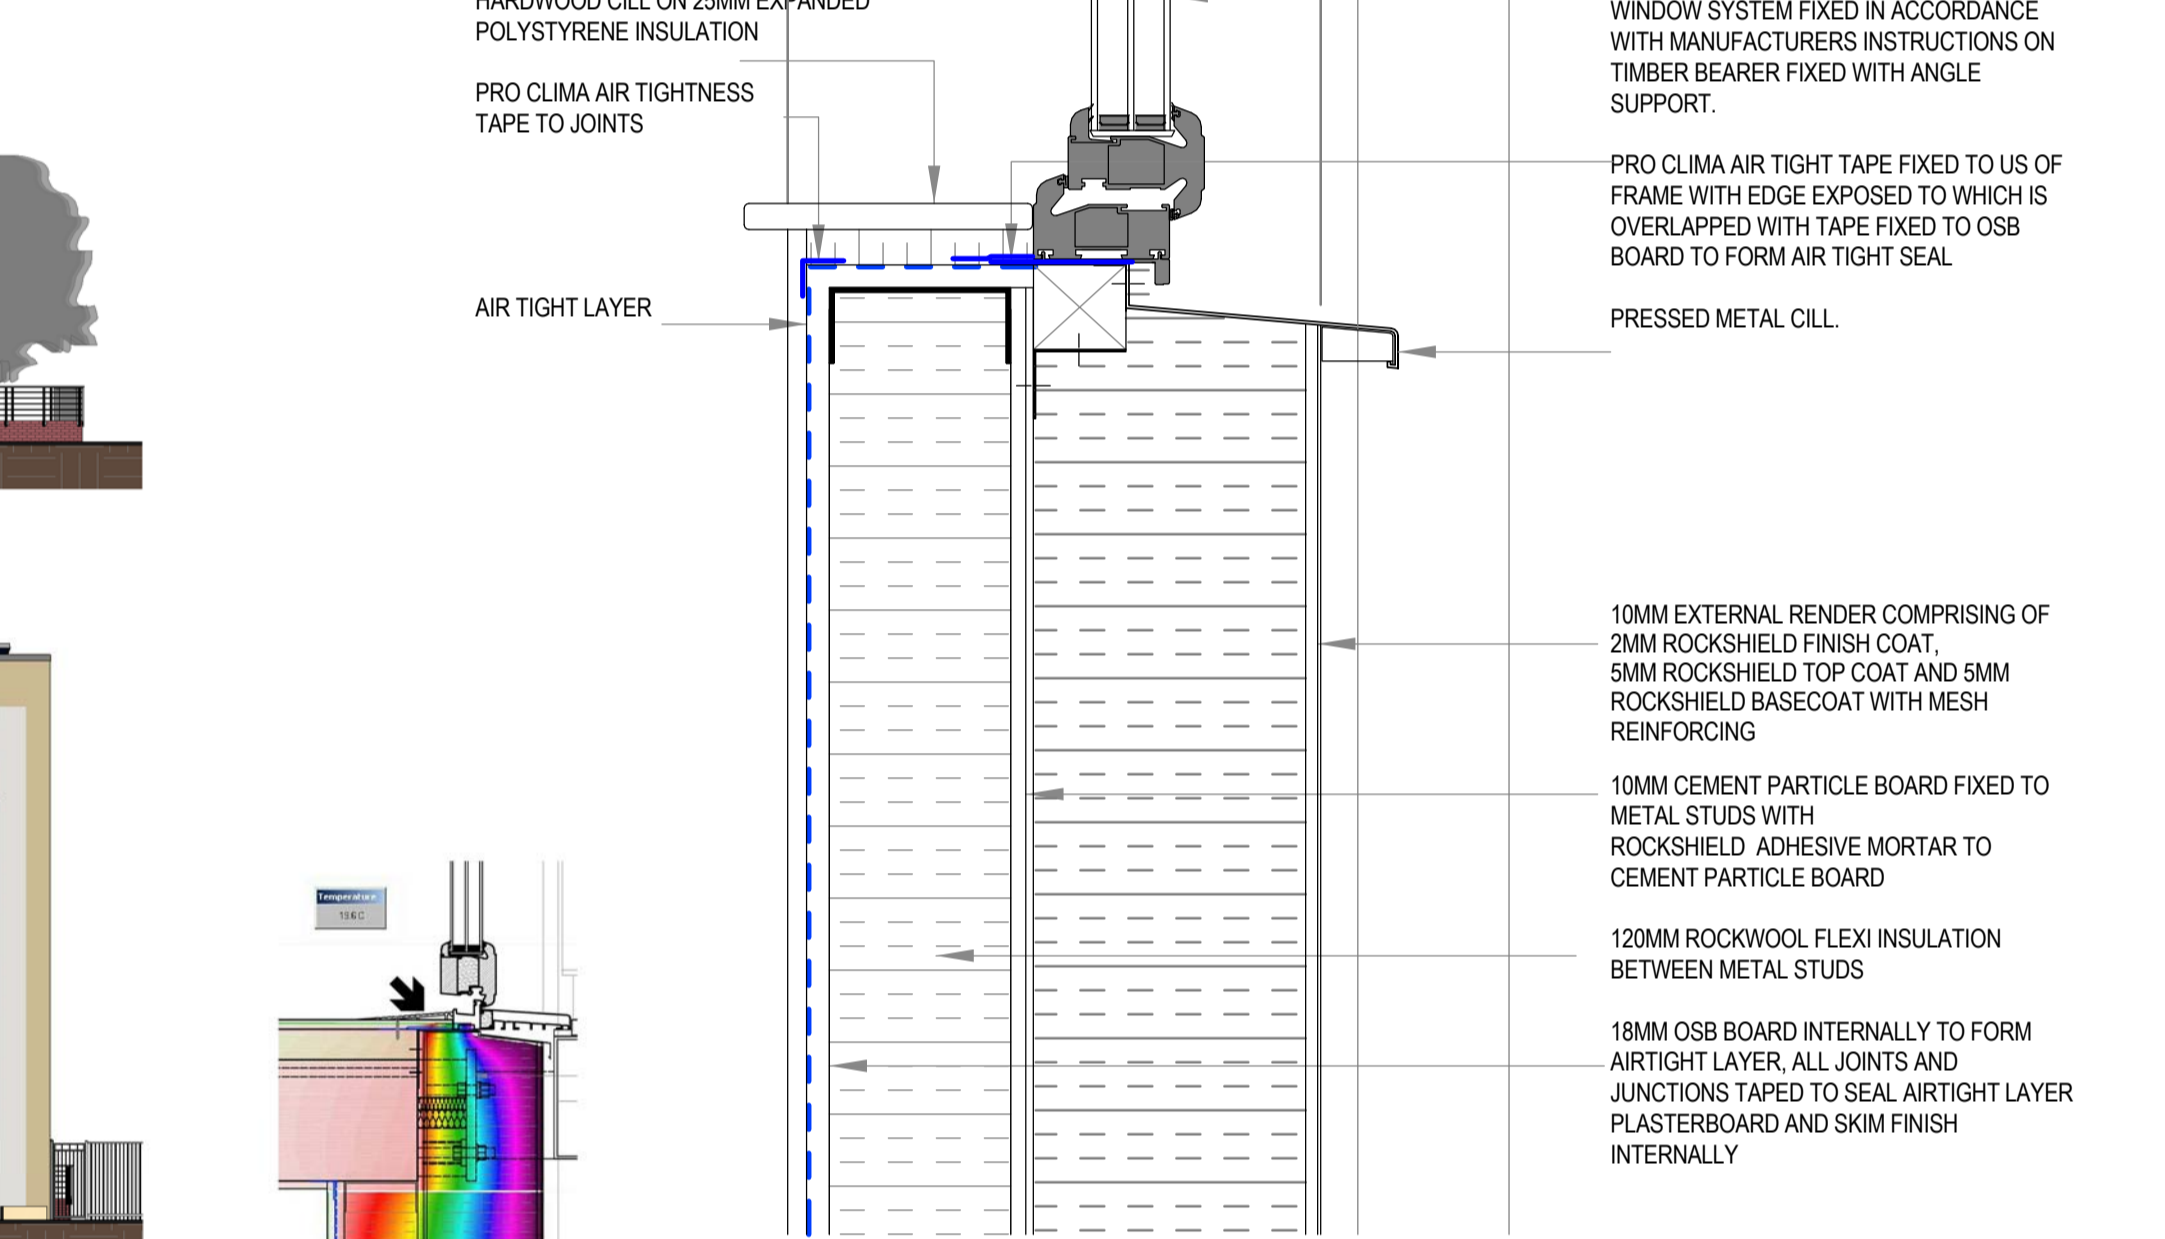 HARDWOOD CILL ON 25MM EXPANDED
POLYSTYRENE INSULATION
PRO CLIMA AIR TIGHTNESS
TAPE TO JOINTS
AIR TIGHT LAYER
WINDOW SYSTEM FIXED IN ACCORDANCE
WITH MANUFACTURERS INSTRUCTIONS ON
TIMBER BEARER FIXED WITH ANGLE
SUPPORT.
PRO CLIMA AIR TIGHT TAPE FIXED TO US OF
FRAME WITH EDGE EXPOSED TO WHICH IS
OVERLAPPED WITH TAPE FIXED TO OSB
BOARD TO FORM AIR TIGHT SEAL
PRESSED METAL CILL.
10MM EXTERNAL RENDER COMPRISING OF
2MM ROCKSHIELD FINISH COAT,
5MM ROCKSHIELD TOP COAT AND 5MM
ROCKSHIELD BASECOAT WITH MESH
REINFORCING
10MM CEMENT PARTICLE BOARD FIXED TO
METAL STUDS WITH
ROCKSHIELD ADHESIVE MORTAR TO
CEMENT PARTICLE BOARD
120MM ROCKWOOL FLEXI INSULATION
BETWEEN METAL STUDS
18MM OSB BOARD INTERNALLY TO FORM
AIRTIGHT LAYER, ALL JOINTS AND
JUNCTIONS TAPED TO SEAL AIRTIGHT LAYER
PLASTERBOARD AND SKIM FINISH
INTERNALLY
Temperature